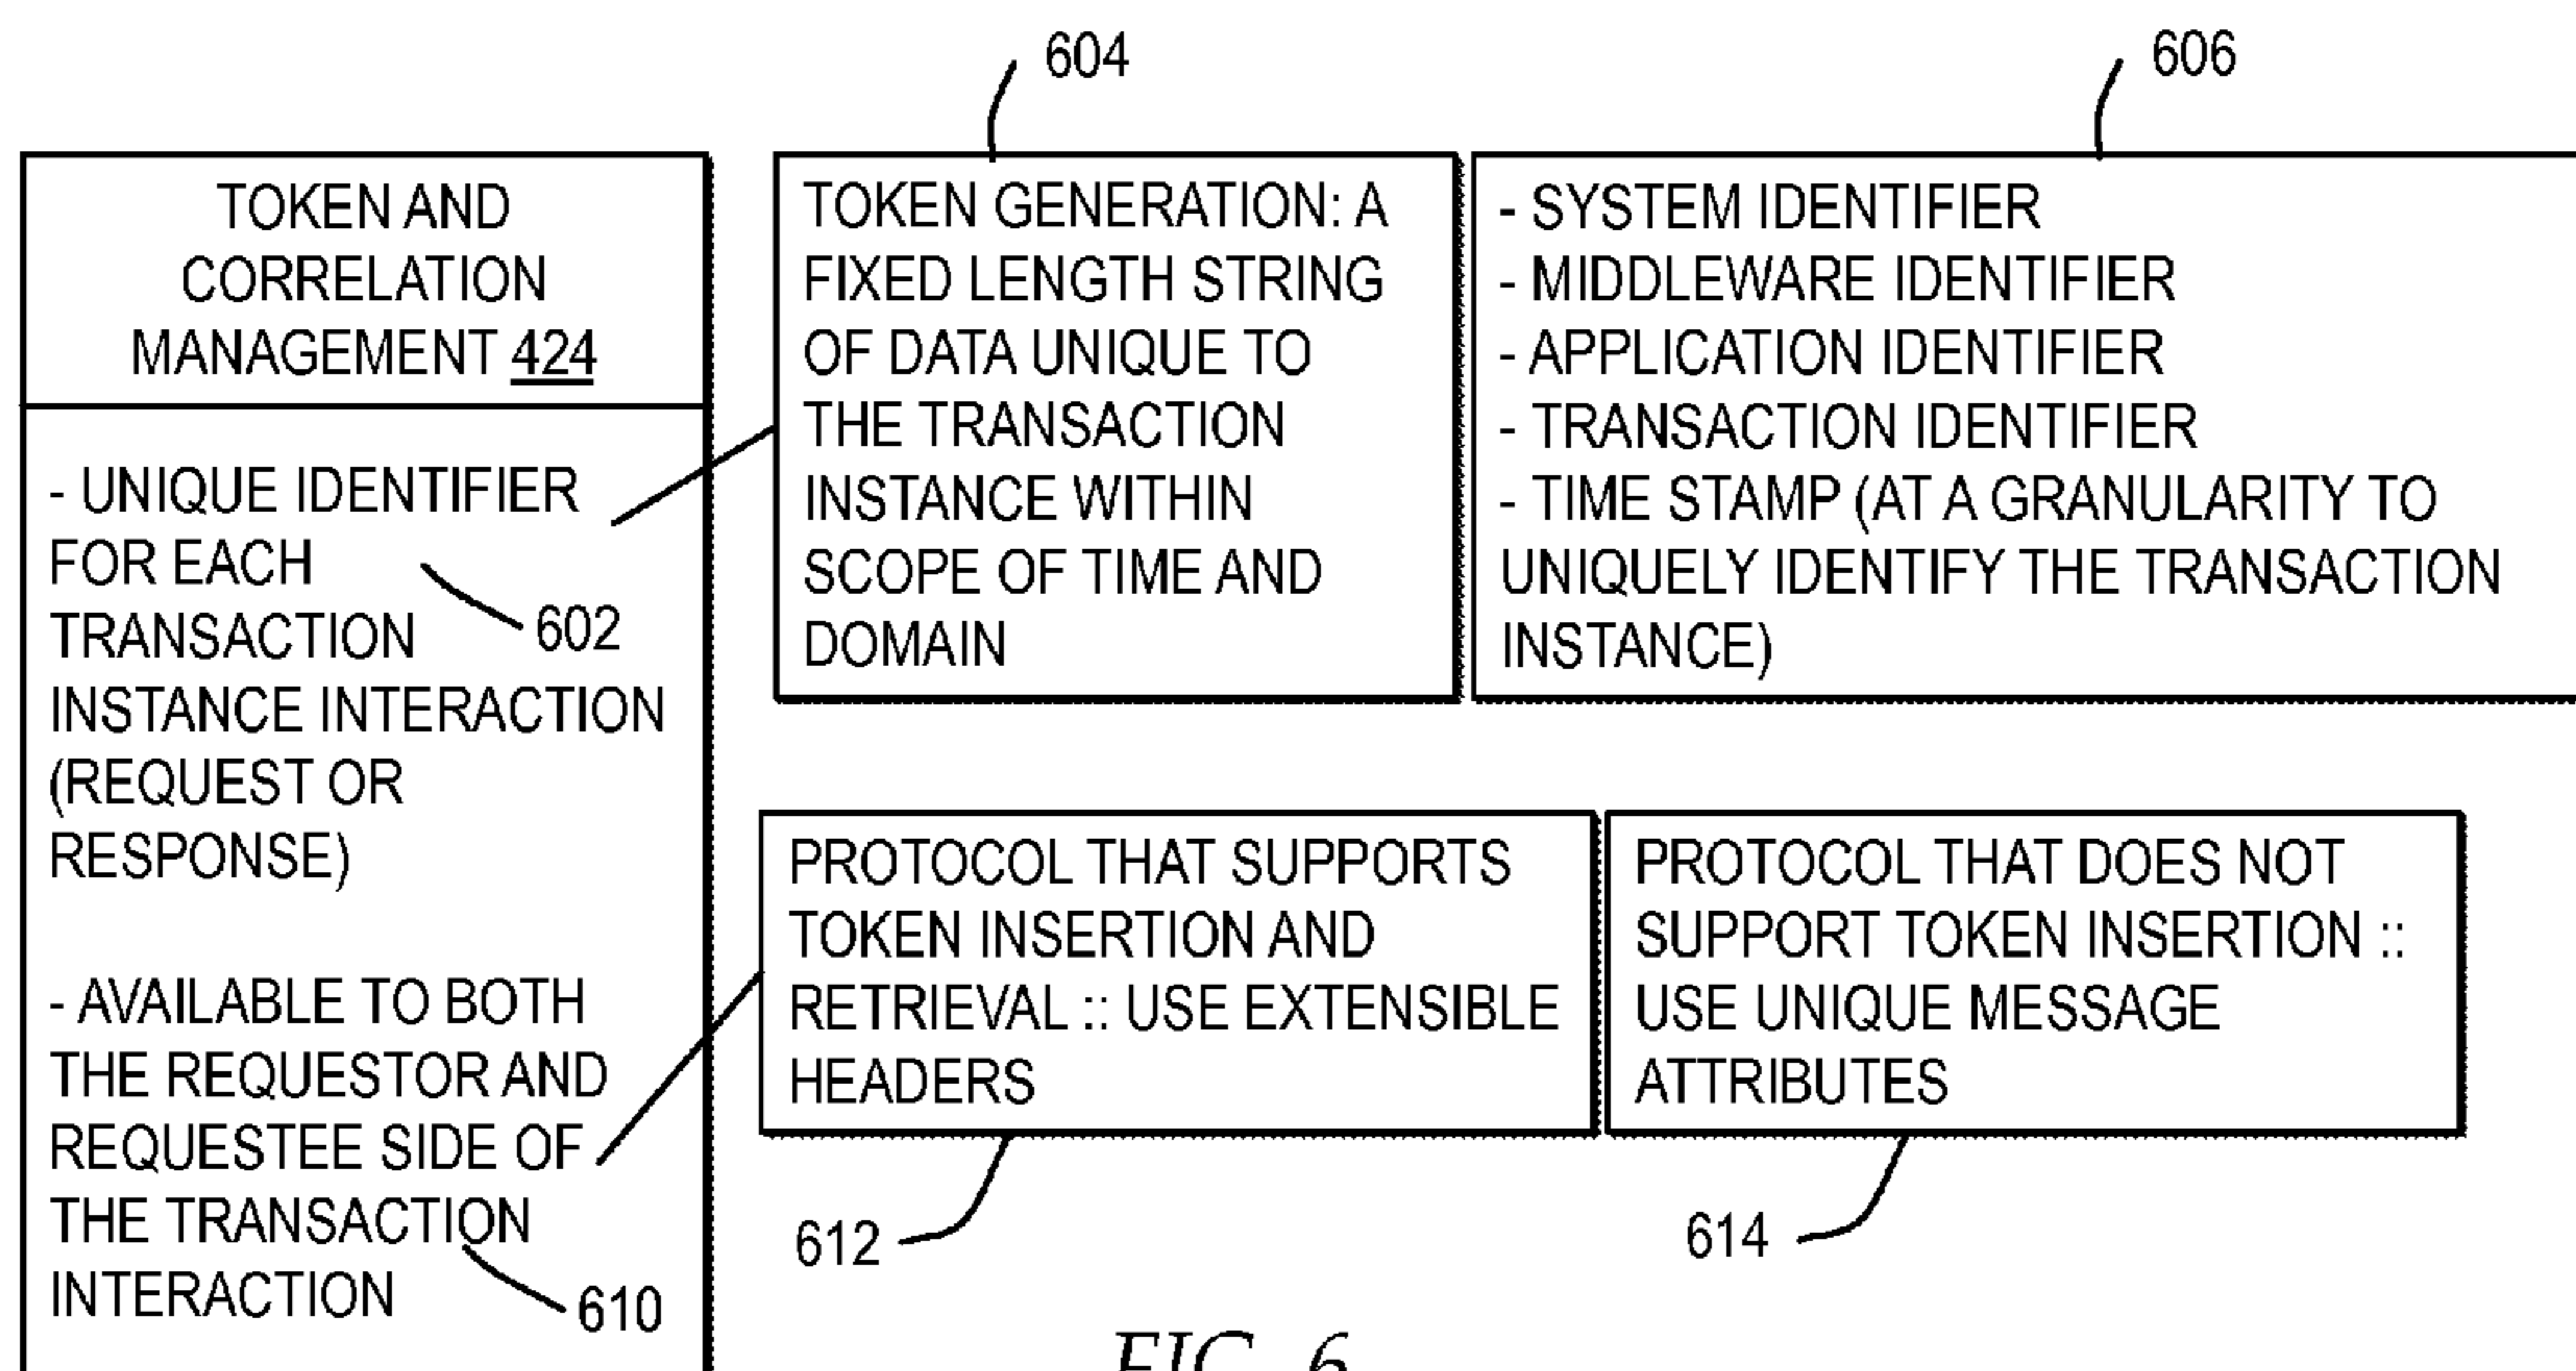 604
606
TOKEN AND
CORRELATION
MANAGEMENT 424
- UNIQUE IDENTIFIER
FOR EACH
TRANSACTION
INSTANCE INTERACTION
(REQUEST OR
RESPONSE)
602
- AVAILABLE TO BOTH
THE REQUESTOR AND
REQUESTEE SIDE OF
THE TRANSACTION
INTERACTION
610
TOKEN GENERATION: A
FIXED LENGTH STRING
OF DATA UNIQUE TO
THE TRANSACTION
INSTANCE WITHIN
SCOPE OF TIME AND
DOMAIN
- SYSTEM IDENTIFIER
- MIDDLEWARE IDENTIFIER
- APPLICATION IDENTIFIER
- TRANSACTION IDENTIFIER
- TIME STAMP (AT A GRANULARITY TO
UNIQUELY IDENTIFY THE TRANSACTION
INSTANCE)
PROTOCOL THAT SUPPORTS
TOKEN INSERTION AND
RETRIEVAL :: USE EXTENSIBLE
HEADERS
612
PROTOCOL THAT DOES NOT
SUPPORT TOKEN INSERTION ::
USE UNIQUE MESSAGE
ATTRIBUTES
614
FIG. 6